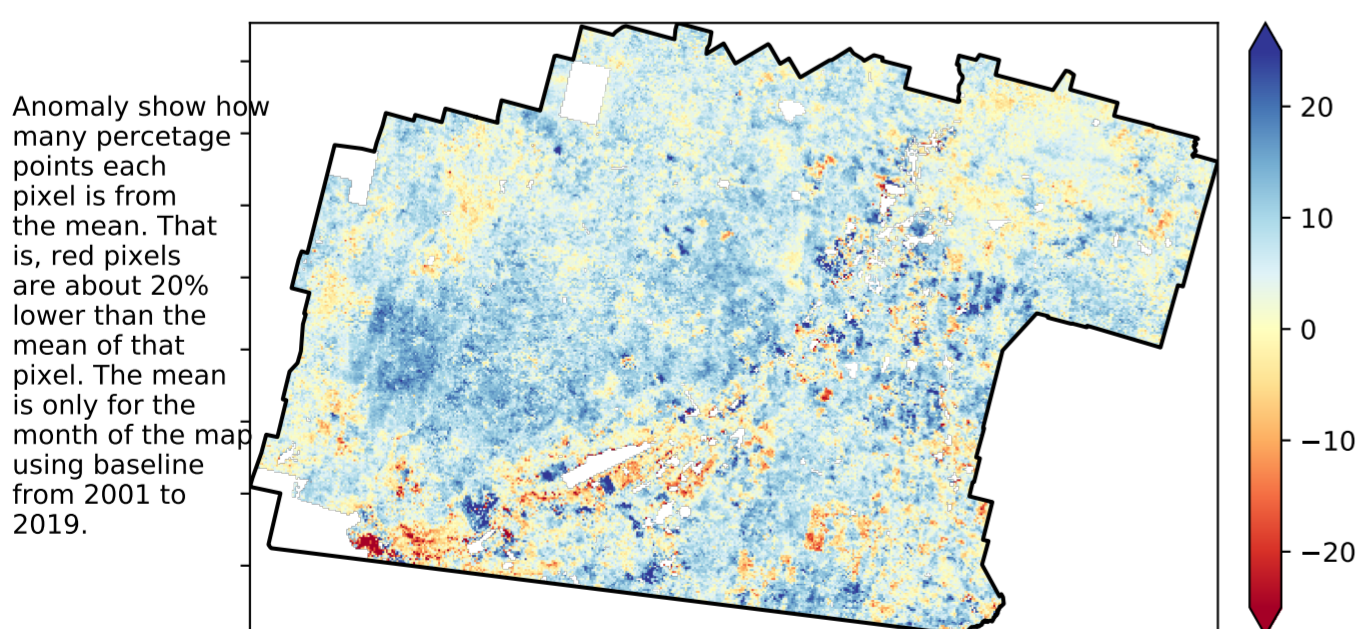 Anomaly show how
many percetage
points each
pixel is from
the mean. That
is, red pixels
are about 20%
lower than the
mean of that
pixel. The mean
is only for the
month of the map
using baseline
from 2001 to
2019.
20
10
0
−10
−20